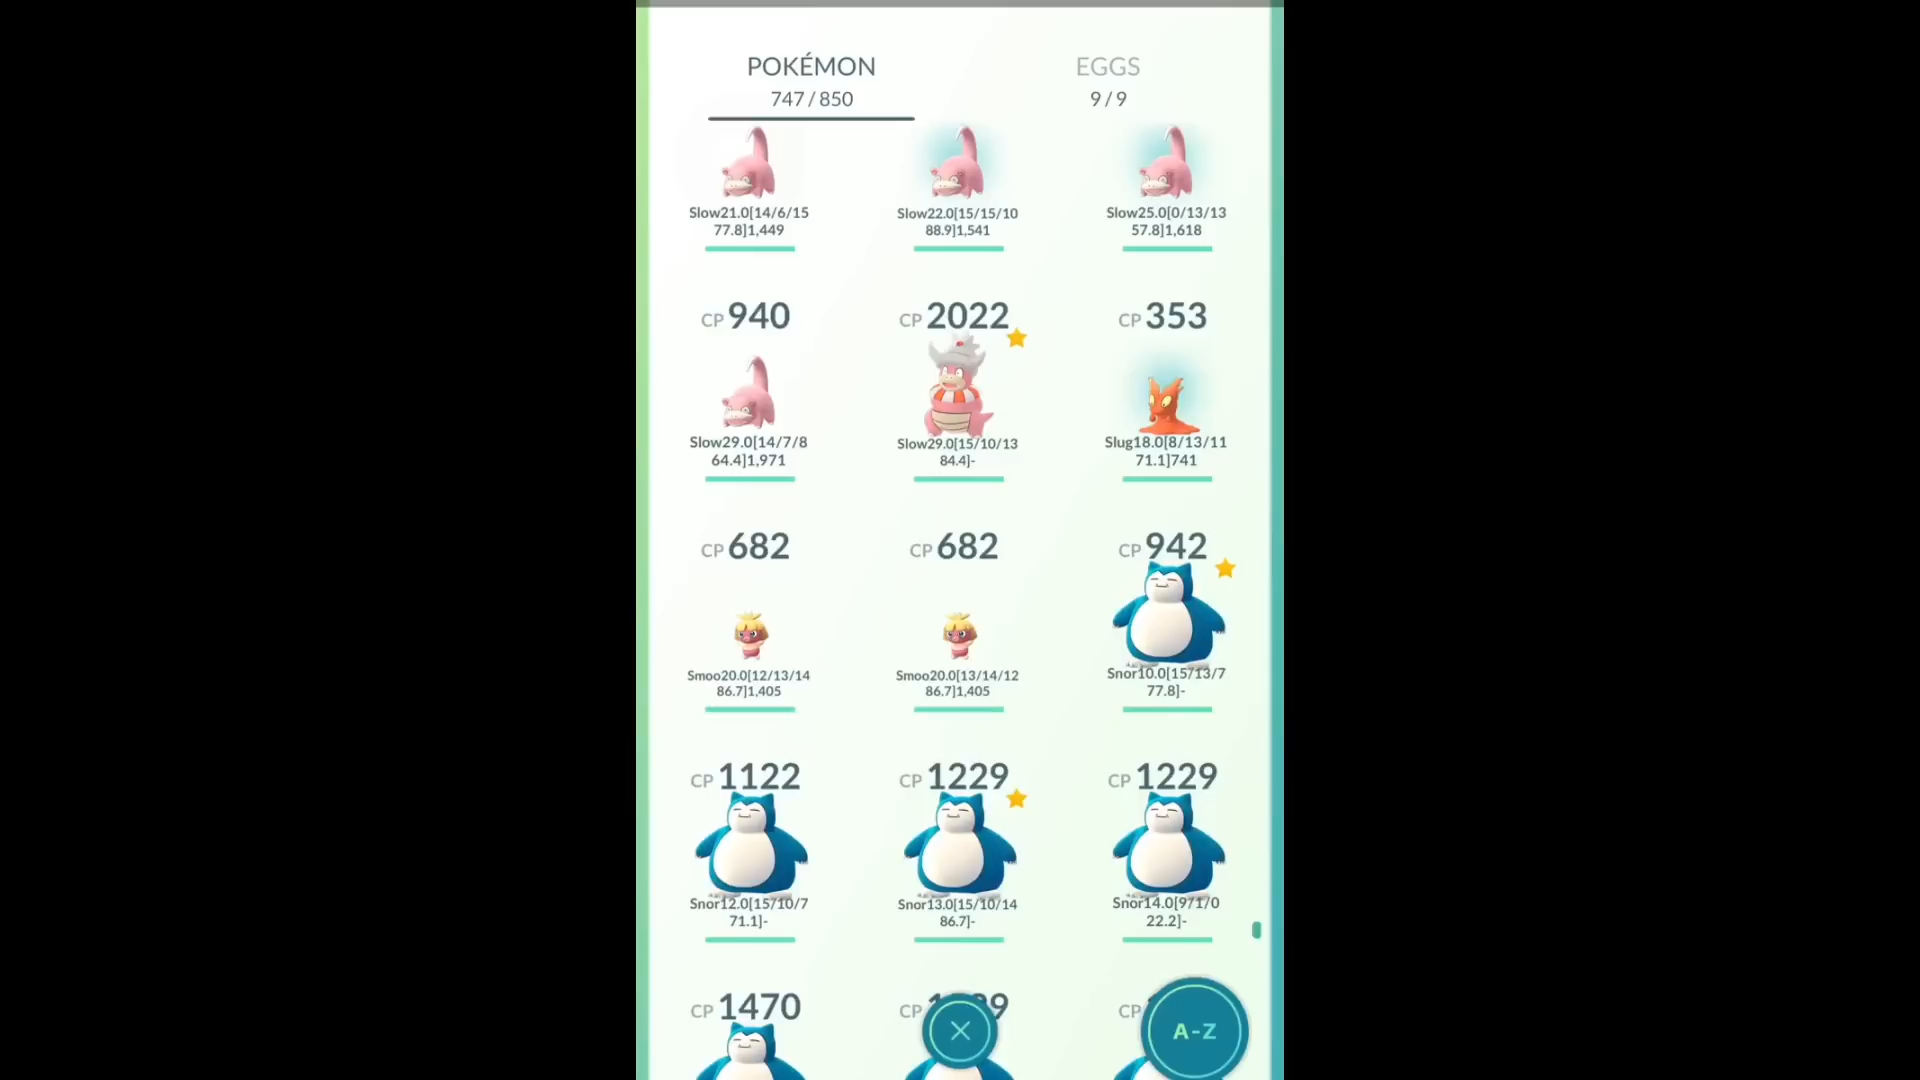 POKÉMON EGGS
747 / 850 9 / 9
Slow21.0[14/6/15 Slow22.0[15/15/10 Slow25.0[0/13/13
77.8]1,449 88.9]1,541 57.8]1,618
CP 940 CP 2022 CP 353
Slow29.0[14/7/8 Slow29.0[15/10/13 Slug18.0[8/13/11
64.4]1,971 84.4]- 71.1]741
CP 682 CP 682 CP 942
Smoo20.0[12/13/14 Smoo20.0[13/14/12 Snor10.0[15/13/7
86.7]1,405 86.7]1,405 77.8]-
CP 1122 CP 1229 CP 1229
Snor12.0[15/10/7 Snor13.0[15/10/14 Snor14.0[9/1/0
71.1]- 86.7]- 22.2]-
CP 1470 CP CP
A-Z